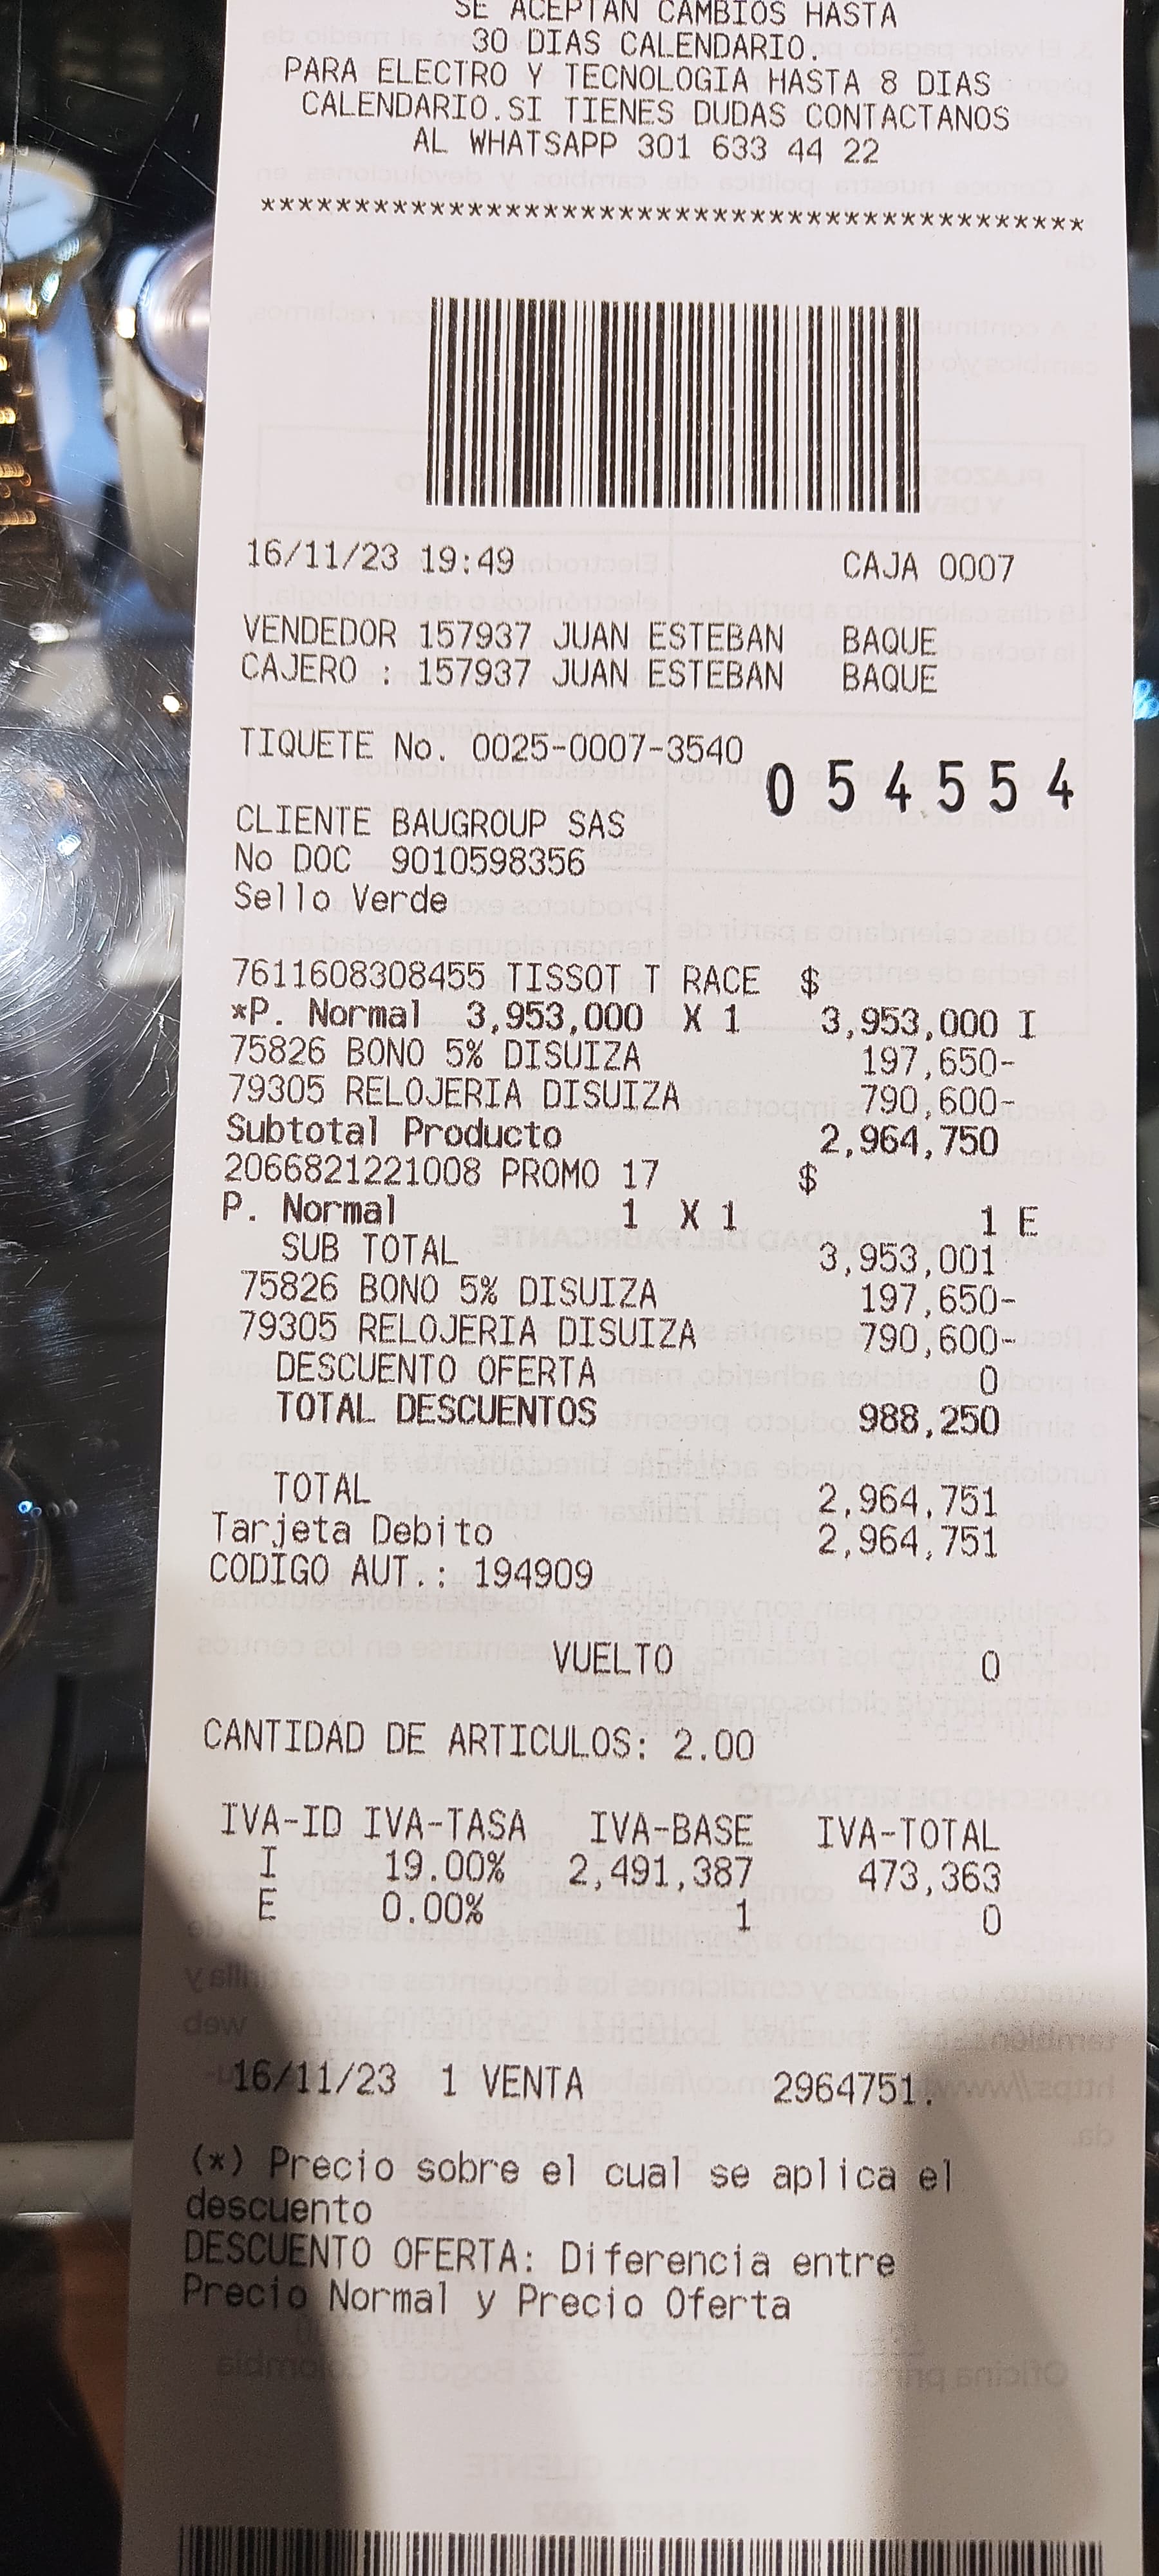 SE ACEPTAN CAMBIOS HASTA
30 DIAS CALENDARIO.
PARA ELECTRO Y TECNOLOGIA HASTA 8 DIAS
CALENDARIO.SI TIENES DUDAS CONTACTANOS
AL WHATSAPP 301 633 44 22
********************************************
16/11/23 19:49 CAJA 0007
VENDEDOR 157937 JUAN ESTEBAN BAQUE
CAJERO : 157937 JUAN ESTEBAN BAQUE
TIQUETE No. 0025-0007-3540
054554
CLIENTE BAUGROUP SAS
No DOC 9010598356
Sello Verde
7611608308455 TISSOT T RACE $
*P. Normal 3,953,000 X 1 3,953,000 I
75826 BONO 5% DISUIZA 197,650-
79305 RELOJERIA DISUIZA 790,600-
Subtotal Producto 2,964,750
2066821221008 PROMO 17 $
P. Normal 1 X 1 1 E
SUB TOTAL 3,953,001
75826 BONO 5% DISUIZA 197,650-
79305 RELOJERIA DISUIZA 790,600-
DESCUENTO OFERTA 0
TOTAL DESCUENTOS 988,250
TOTAL 2,964,751
Tarjeta Debito 2,964,751
CODIGO AUT.: 194909
VUELTO 0
CANTIDAD DE ARTICULOS: 2.00
IVA-ID IVA-TASA IVA-BASE IVA-TOTAL
I 19.00% 2,491,387 473,363
E 0.00% 1 0
16/11/23 1 VENTA 2964751.
(*) Precio sobre el cual se aplica el
descuento
DESCUENTO OFERTA: Diferencia entre
Precio Normal y Precio Oferta